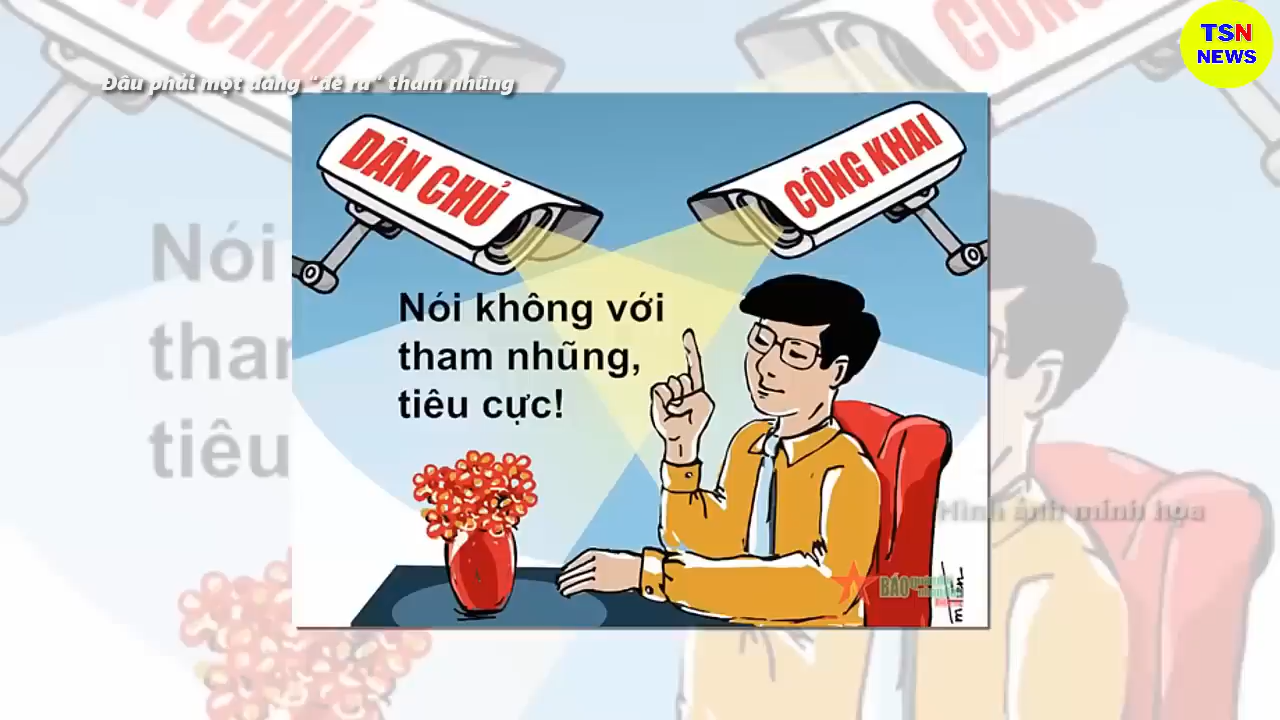 TSN
NEWS
Đâu phải một đảng "đẻ ra" tham nhũng
DÂN CHỦ
CÔNG KHAI
Nói không với
tham nhũng,
tiêu cực!
Hình ảnh minh họa
BÁO